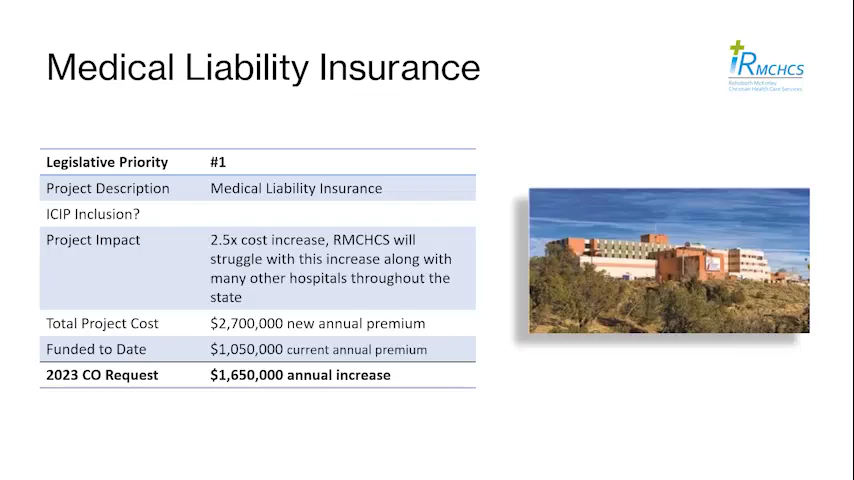 Medical Liability Insurance
RMCHCS
Rehoboth McKinley
Christian Health Care Services
Legislative Priority #1
Project Description Medical Liability Insurance
ICIP Inclusion?
Project Impact 2.5x cost increase, RMCHCS will
struggle with this increase along with
many other hospitals throughout the
state
Total Project Cost $2,700,000 new annual premium
Funded to Date $1,050,000 current annual premium
2023 CO Request $1,650,000 annual increase